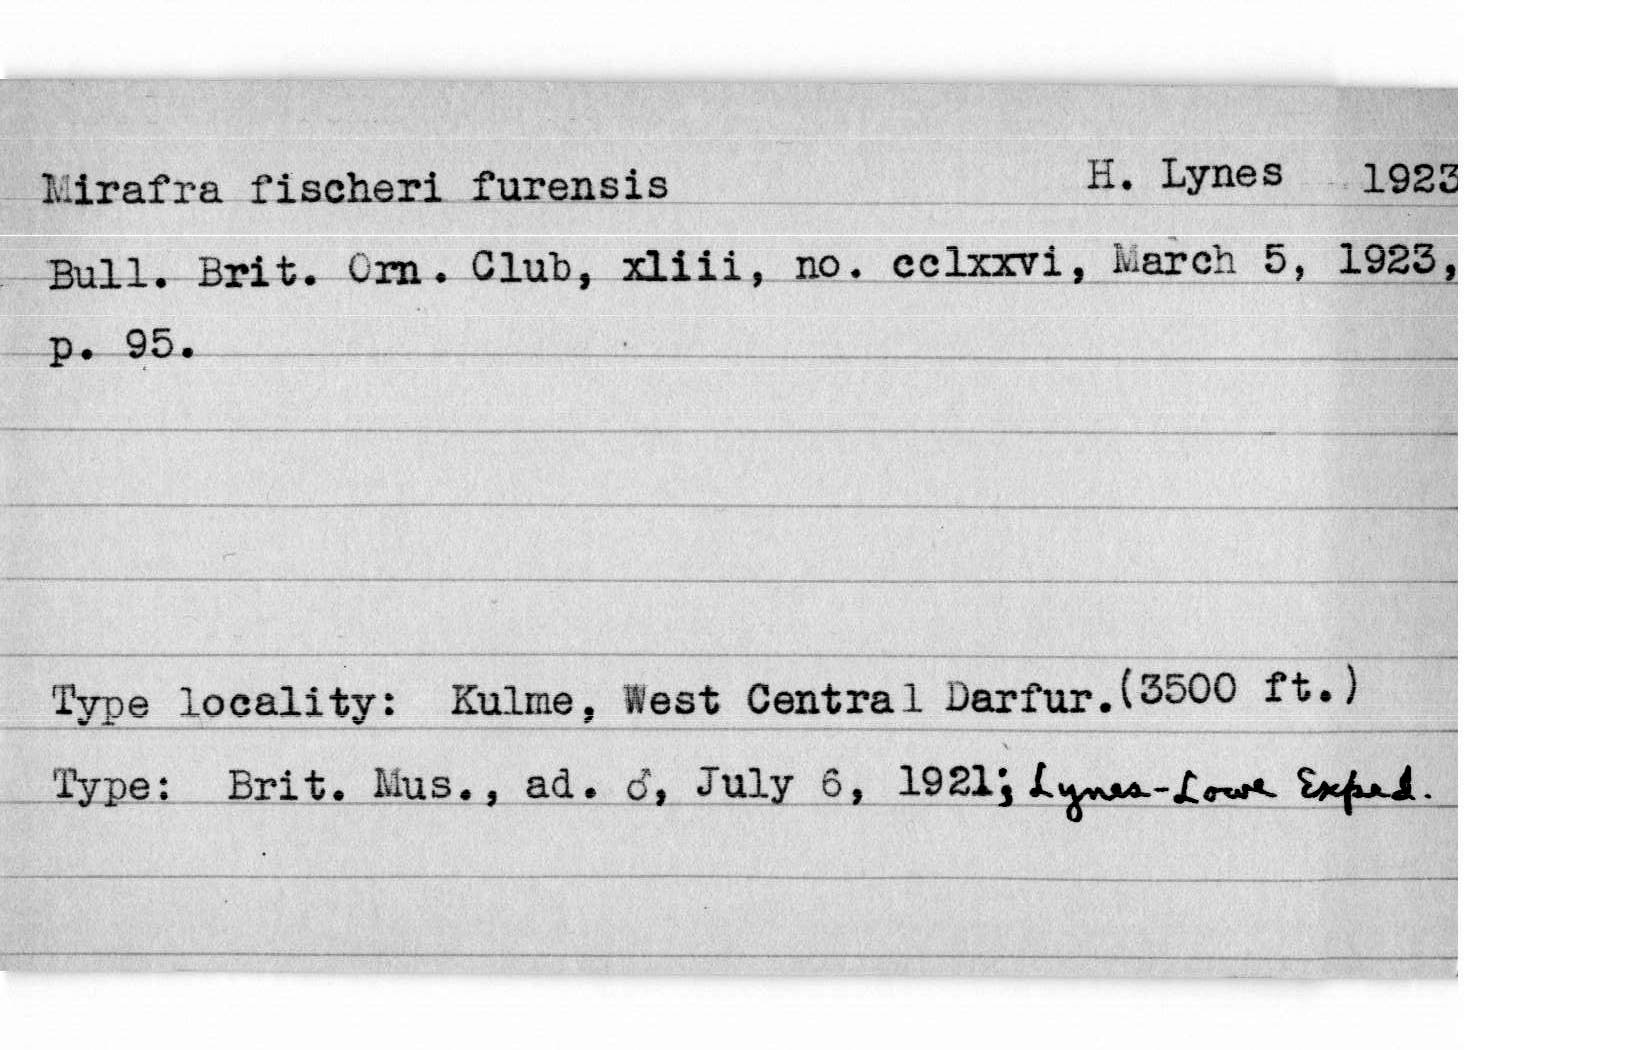 Mirafra fischeri furensis H. Lynes 1923
Bull. Brit. Orn. Club, xliii, no. cclxxvi, March 5, 1923,
p. 95.
Type locality: Kulme, West Central Darfur. (3500 ft.)
Type: Brit. Mus., ad. ♂, July 6, 1921; Lynes-Lowe Exped.